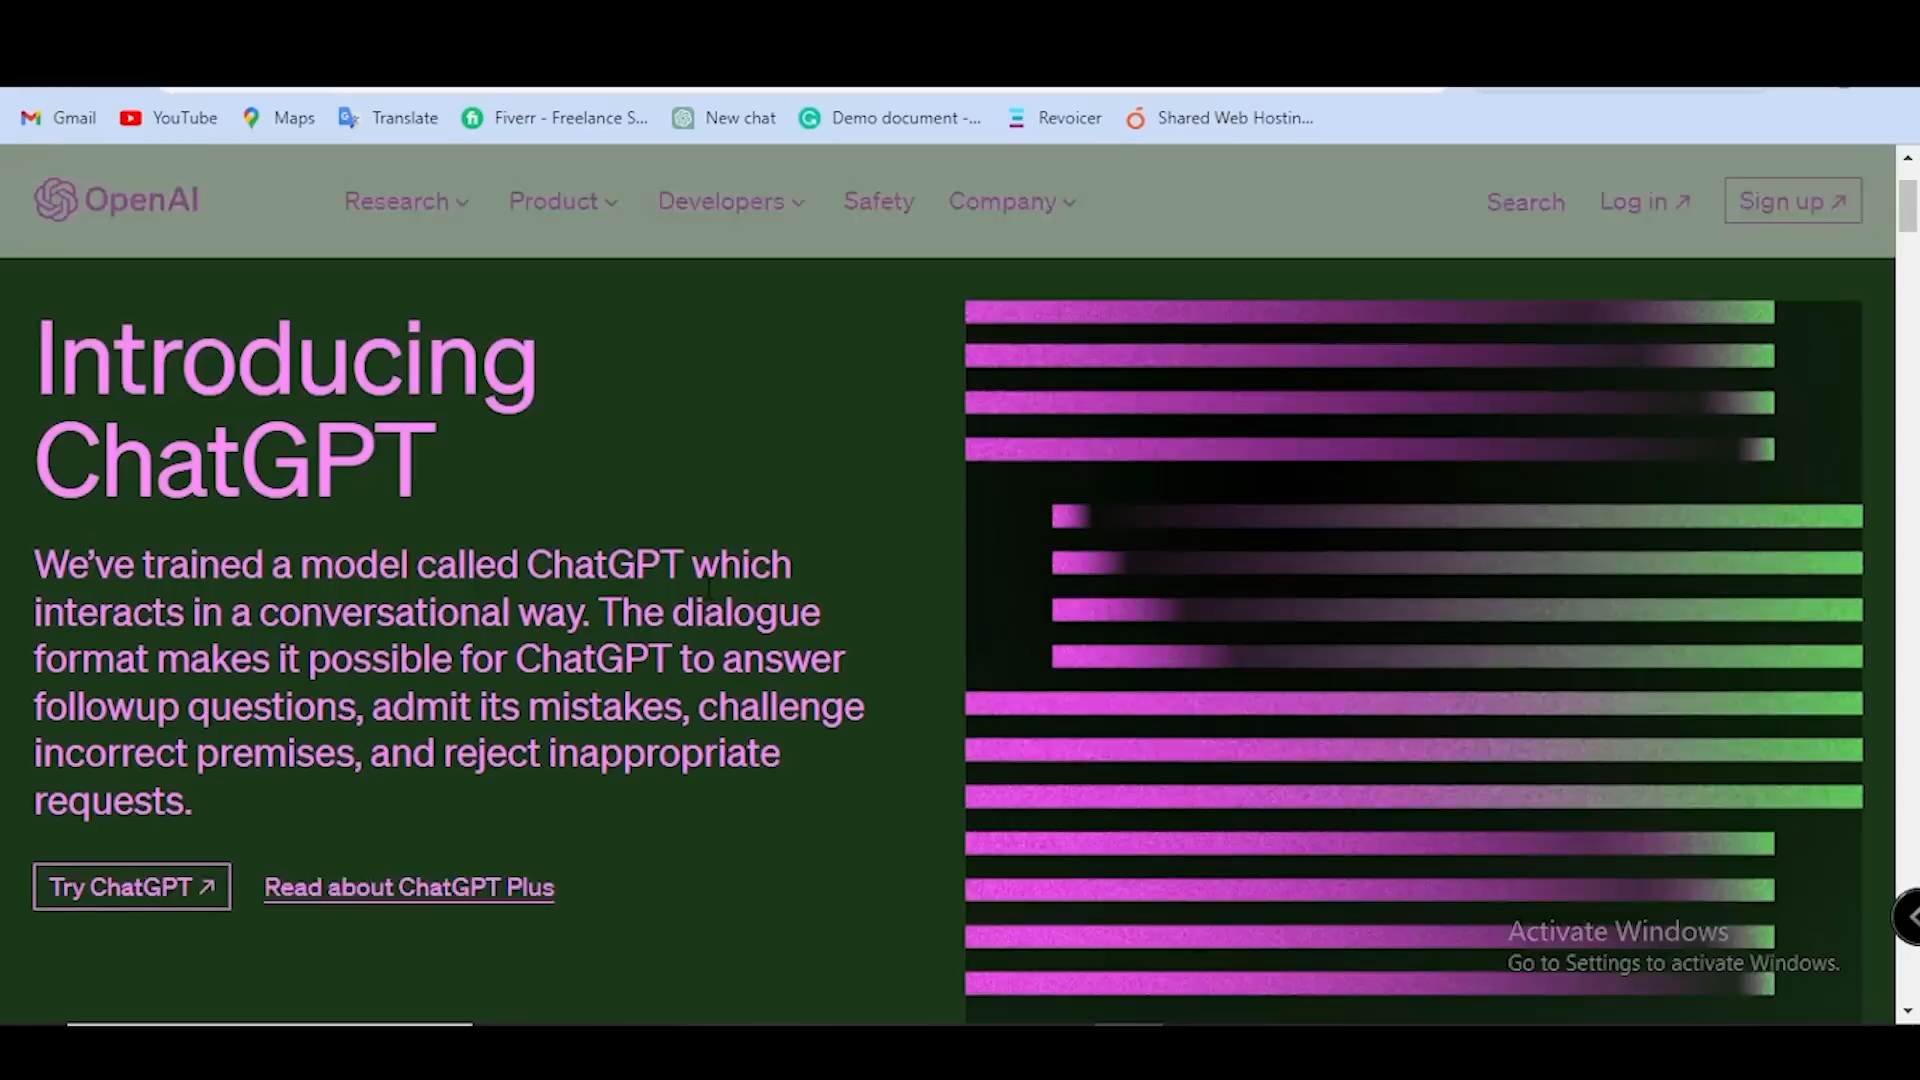 Gmail YouTube Maps Translate Fiverr - Freelance S... New chat Demo document -... Revoicer Shared Web Hostin...
OpenAI Research Product Developers Safety Company Search Log in ↗ Sign up ↗
Introducing
ChatGPT
We’ve trained a model called ChatGPT which
interacts in a conversational way. The dialogue
format makes it possible for ChatGPT to answer
followup questions, admit its mistakes, challenge
incorrect premises, and reject inappropriate
requests.
Try ChatGPT ↗ Read about ChatGPT Plus
Activate Windows
Go to Settings to activate Windows.